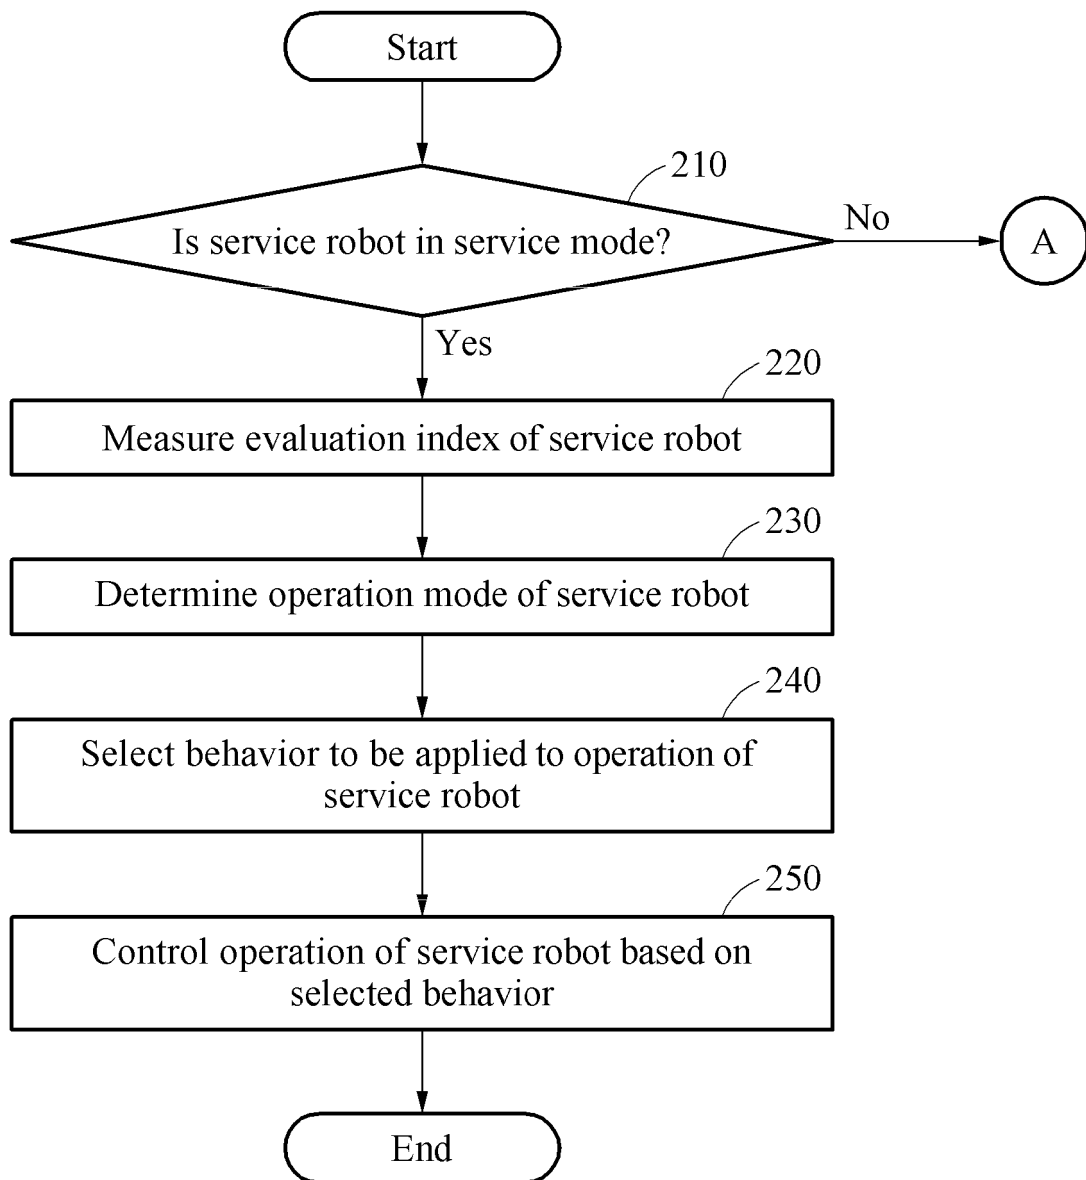 Start
210
Is service robot in service mode?
No
A
Yes
220
Measure evaluation index of service robot
230
Determine operation mode of service robot
240
Select behavior to be applied to operation of
service robot
250
Control operation of service robot based on
selected behavior
End